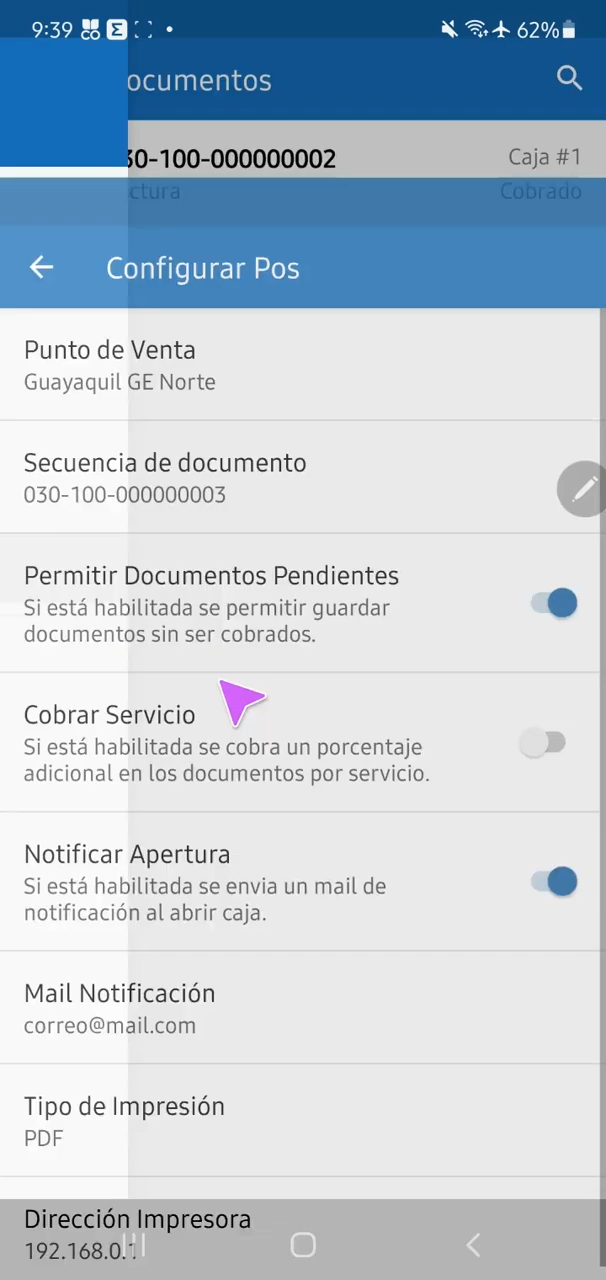 9:39
62%
ocumentos
30-100-000000002
Caja #1
ctura
Cobrado
Configurar Pos
Punto de Venta
Guayaquil GE Norte
Secuencia de documento
030-100-000000003
Permitir Documentos Pendientes
Si está habilitada se permitir guardar
documentos sin ser cobrados.
Cobrar Servicio
Si está habilitada se cobra un porcentaje
adicional en los documentos por servicio.
Notificar Apertura
Si está habilitada se envia un mail de
notificación al abrir caja.
Mail Notificación
correo@mail.com
Tipo de Impresión
PDF
Dirección Impresora
192.168.0.1